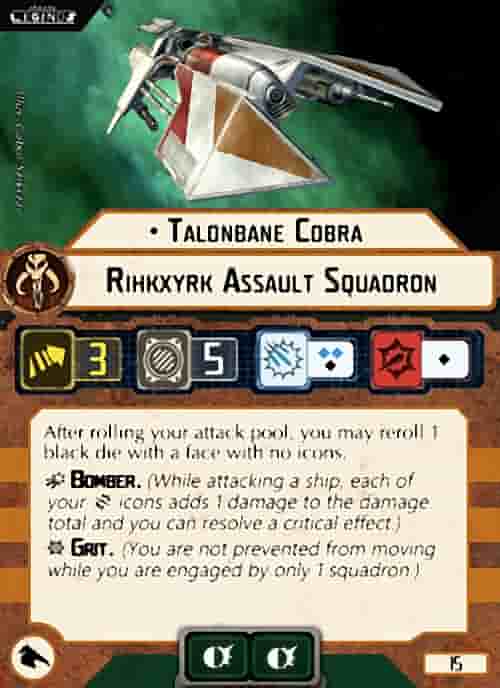 LEGENDS
• Talonbane Cobra
Rihkxyrk Assault Squadron
3
5
After rolling your attack pool, you may reroll 1
black die with a face with no icons.
Bomber. (While attacking a ship, each of
your icons adds 1 damage to the damage
total and you can resolve a critical effect.)
Grit. (You are not prevented from moving
while you are engaged by only 1 squadron.)
15